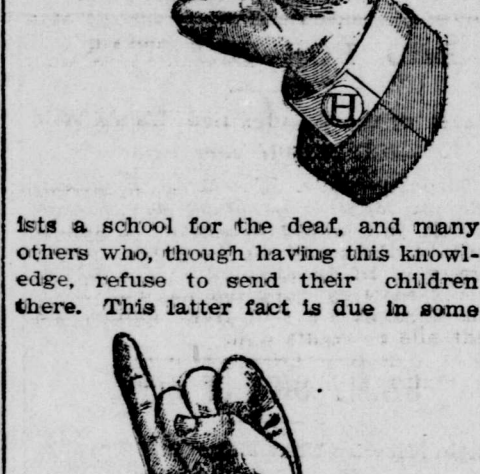 H
ists a school for the deaf, and many
others who, though having this knowl-
edge, refuse to send their children
there. This latter fact is due in some